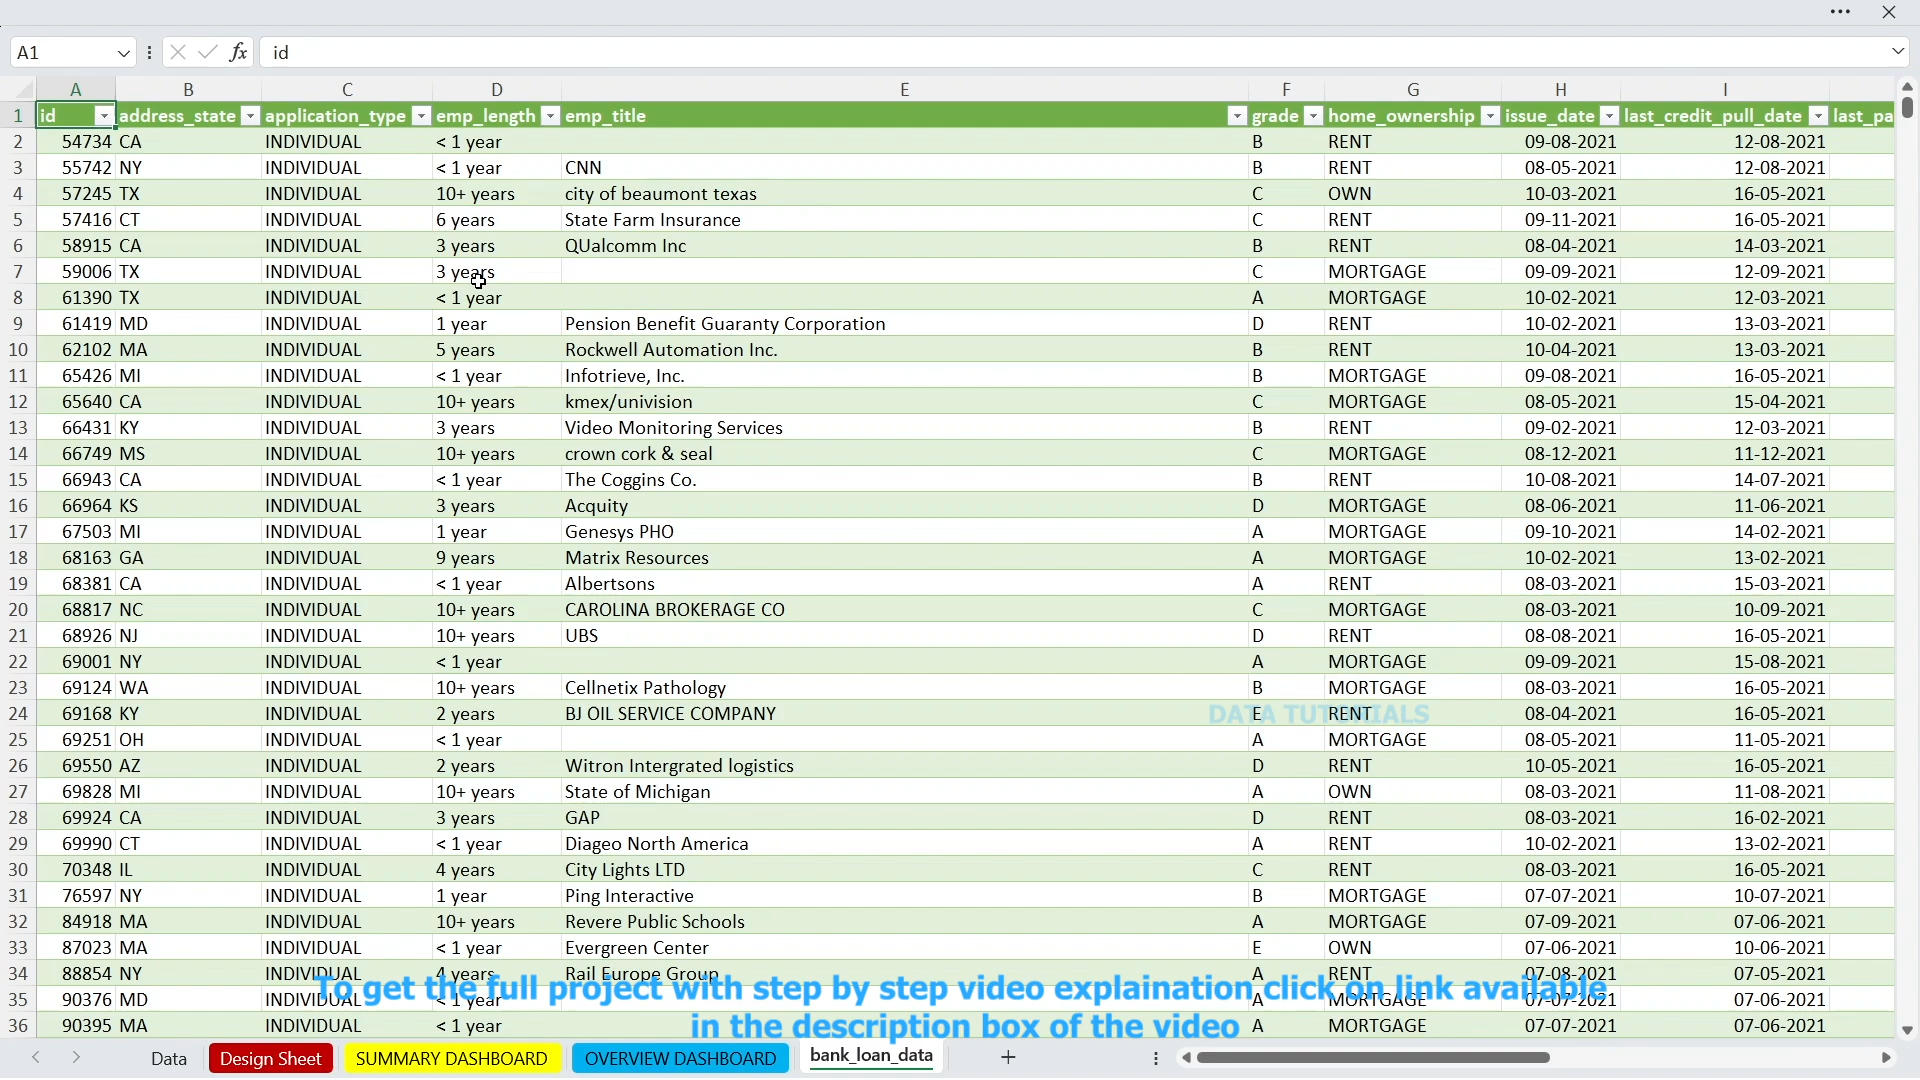 A1 fx id
A B C D E F G H I
1 id address_state application_type emp_length emp_title grade home_ownership issue_date last_credit_pull_date last_pa
2 54734 CA INDIVIDUAL < 1 year B RENT 09-08-2021 12-08-2021
3 55742 NY INDIVIDUAL < 1 year CNN B RENT 08-05-2021 12-08-2021
4 57245 TX INDIVIDUAL 10+ years city of beaumont texas C OWN 10-03-2021 16-05-2021
5 57416 CT INDIVIDUAL 6 years State Farm Insurance C RENT 09-11-2021 16-05-2021
6 58915 CA INDIVIDUAL 3 years QUalcomm Inc B RENT 08-04-2021 14-03-2021
7 59006 TX INDIVIDUAL 3 years C MORTGAGE 09-09-2021 12-09-2021
8 61390 TX INDIVIDUAL < 1 year A MORTGAGE 10-02-2021 12-03-2021
9 61419 MD INDIVIDUAL 1 year Pension Benefit Guaranty Corporation D RENT 10-02-2021 13-03-2021
10 62102 MA INDIVIDUAL 5 years Rockwell Automation Inc. B RENT 10-04-2021 13-03-2021
11 65426 MI INDIVIDUAL < 1 year Infotrieve, Inc. B MORTGAGE 09-08-2021 16-05-2021
12 65640 CA INDIVIDUAL 10+ years kmex/univision C MORTGAGE 08-05-2021 15-04-2021
13 66431 KY INDIVIDUAL 3 years Video Monitoring Services B RENT 09-02-2021 12-03-2021
14 66749 MS INDIVIDUAL 10+ years crown cork & seal C MORTGAGE 08-12-2021 11-12-2021
15 66943 CA INDIVIDUAL < 1 year The Coggins Co. B RENT 10-08-2021 14-07-2021
16 66964 KS INDIVIDUAL 3 years Acquity D MORTGAGE 08-06-2021 11-06-2021
17 67503 MI INDIVIDUAL 1 year Genesys PHO A MORTGAGE 09-10-2021 14-02-2021
18 68163 GA INDIVIDUAL 9 years Matrix Resources A MORTGAGE 10-02-2021 13-02-2021
19 68381 CA INDIVIDUAL < 1 year Albertsons A RENT 08-03-2021 15-03-2021
20 68817 NC INDIVIDUAL 10+ years CAROLINA BROKERAGE CO C MORTGAGE 08-03-2021 10-09-2021
21 68926 NJ INDIVIDUAL 10+ years UBS D RENT 08-08-2021 16-05-2021
22 69001 NY INDIVIDUAL < 1 year A MORTGAGE 09-09-2021 15-08-2021
23 69124 WA INDIVIDUAL 10+ years Cellnetix Pathology B MORTGAGE 08-03-2021 16-05-2021
24 69168 KY INDIVIDUAL 2 years BJ OIL SERVICE COMPANY E RENT 08-04-2021 16-05-2021
DATA TUTORIALS
25 69251 OH INDIVIDUAL < 1 year A MORTGAGE 08-05-2021 11-05-2021
26 69550 AZ INDIVIDUAL 2 years Witron Intergrated logistics D RENT 10-05-2021 16-05-2021
27 69828 MI INDIVIDUAL 10+ years State of Michigan A OWN 08-03-2021 11-08-2021
28 69924 CA INDIVIDUAL 3 years GAP D RENT 08-03-2021 16-02-2021
29 69990 CT INDIVIDUAL < 1 year Diageo North America A RENT 10-02-2021 13-02-2021
30 70348 IL INDIVIDUAL 4 years City Lights LTD C RENT 08-03-2021 16-05-2021
31 76597 NY INDIVIDUAL 1 year Ping Interactive B MORTGAGE 07-07-2021 10-07-2021
32 84918 MA INDIVIDUAL 10+ years Revere Public Schools A MORTGAGE 07-09-2021 07-06-2021
33 87023 MA INDIVIDUAL < 1 year Evergreen Center E OWN 07-06-2021 10-06-2021
34 88854 NY INDIVIDUAL 4 years Rail Europe Group A RENT 07-08-2021 07-05-2021
To get the full project with step by step video explaination click on link available
35 90376 MD INDIVIDUAL < 1 year A MORTGAGE 07-07-2021 07-06-2021
in the description box of the video
36 90395 MA INDIVIDUAL < 1 year A MORTGAGE 07-07-2021 07-06-2021
Data Design Sheet SUMMARY DASHBOARD OVERVIEW DASHBOARD bank_loan_data